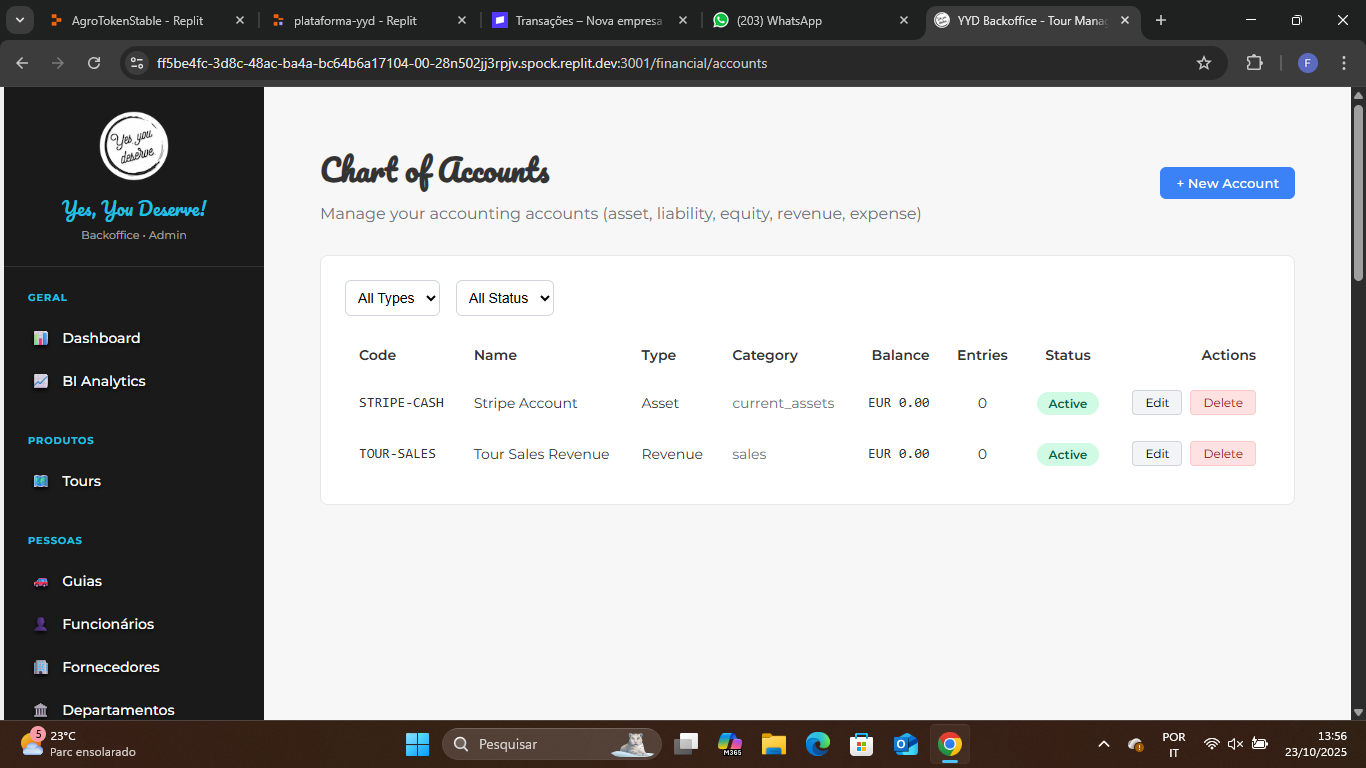 AgroTokenStable - Replit
plataforma-yyd - Replit
Transações – Nova empresa
(203) WhatsApp
YYD Backoffice - Tour Mana
ff5be4fc-3d8c-48ac-ba4a-bc64b6a17104-00-28n502jj3rpjv.spock.replit.dev:3001/financial/accounts
F
Yes you
deserve.
Yes, You Deserve!
Backoffice • Admin
GERAL
Dashboard
BI Analytics
PRODUTOS
Tours
PESSOAS
Guias
Funcionários
Fornecedores
Departamentos
Chart of Accounts
Manage your accounting accounts (asset, liability, equity, revenue, expense)
+ New Account
All Types All Status
Code Name Type Category Balance Entries Status Actions
STRIPE-CASH Stripe Account Asset current_assets EUR 0.00 0 Active Edit Delete
TOUR-SALES Tour Sales Revenue Revenue sales EUR 0.00 0 Active Edit Delete
5
23°C
Parc ensolarado
Pesquisar
M365
POR
IT
13:56
23/10/2025